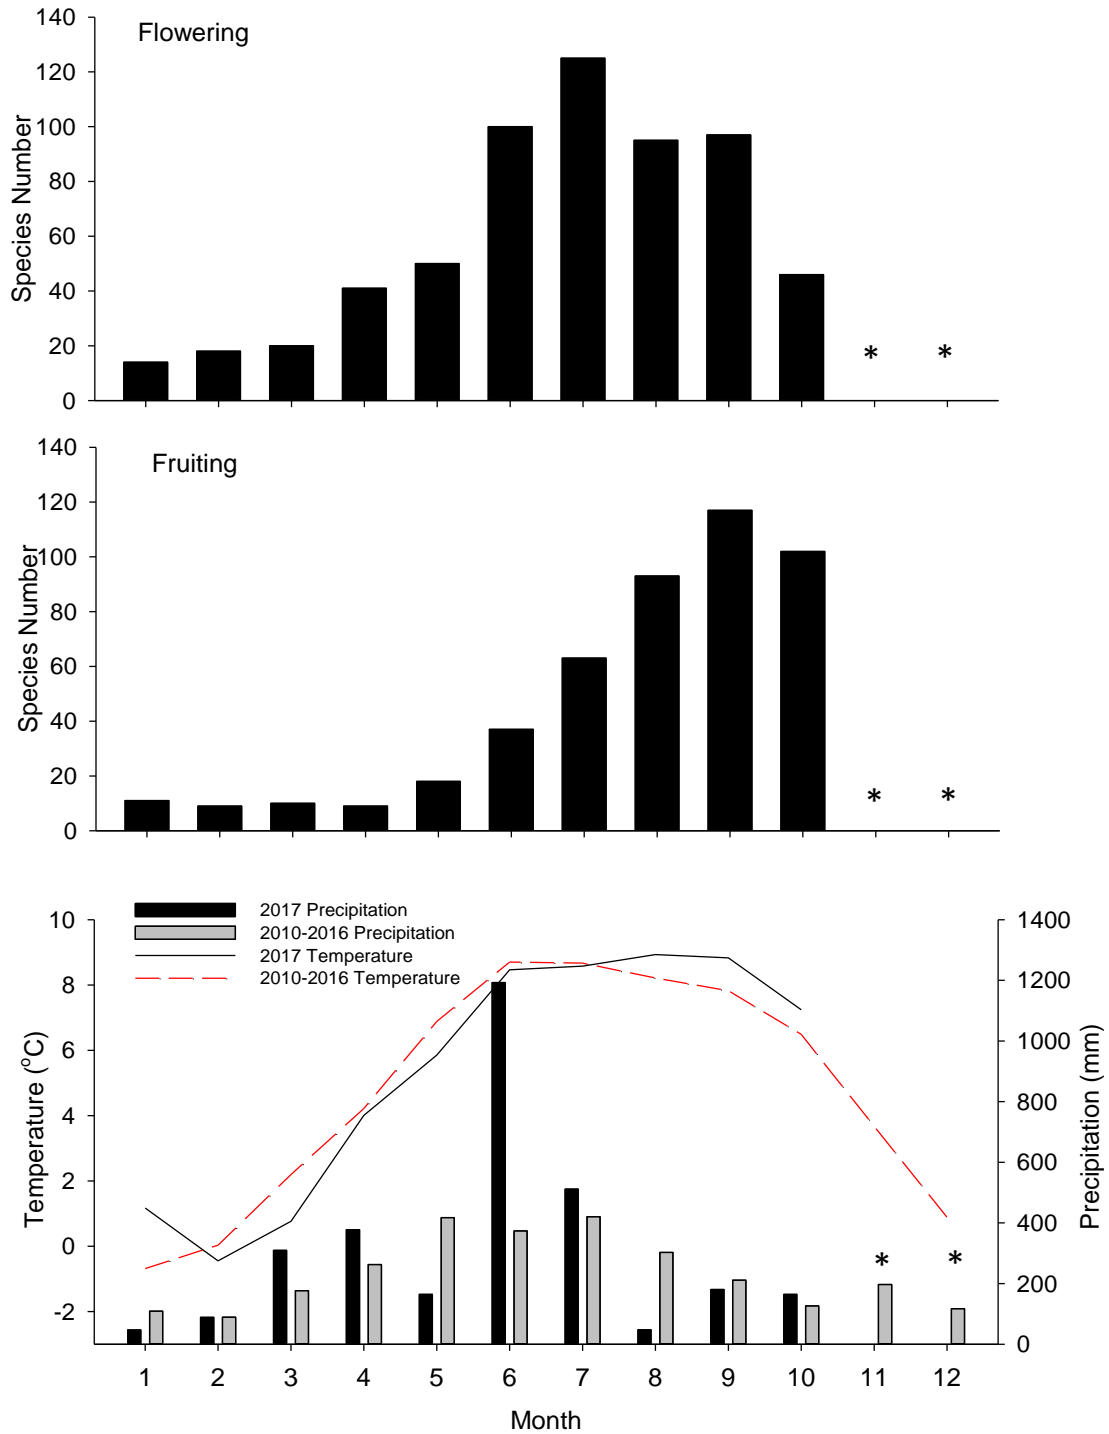 Flowering
Species Number
140
120
100
80
60
40
20
0
* *
Fruiting
Species Number
140
120
100
80
60
40
20
0
* *
2017 Precipitation
2010-2016 Precipitation
2017 Temperature
2010-2016 Temperature
Temperature (°C)
10
8
6
4
2
0
-2
Precipitation (mm)
1400
1200
1000
800
600
400
200
0
* *
1 2 3 4 5 6 7 8 9 10 11 12
Month